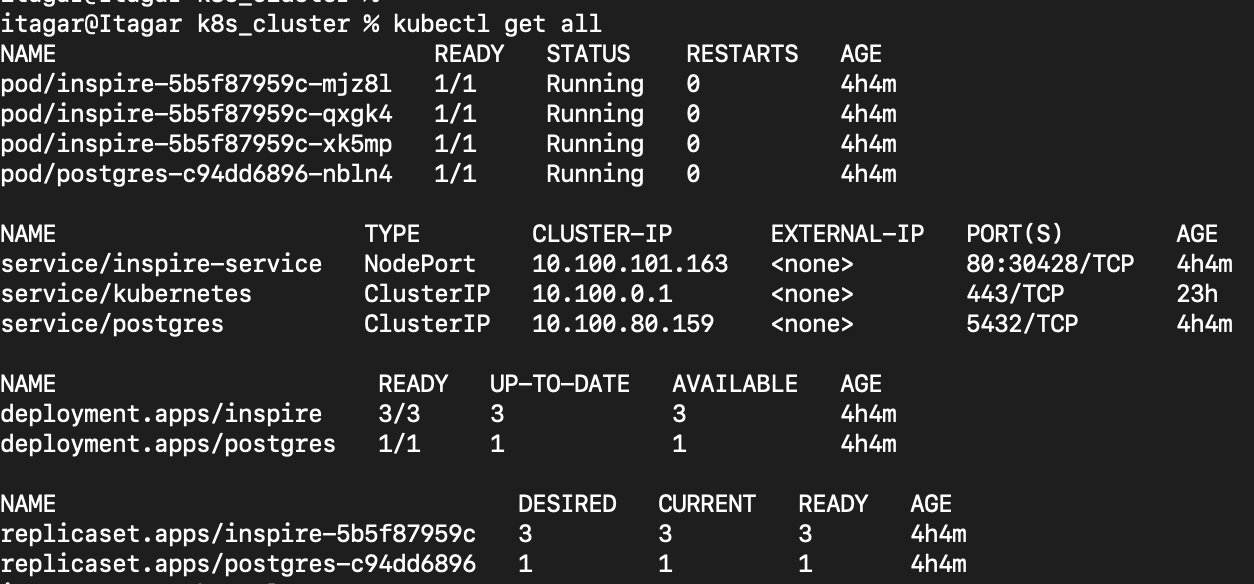 itagar@Itagar k8s_cluster %
itagar@Itagar k8s_cluster % kubectl get all
NAME READY STATUS RESTARTS AGE
pod/inspire-5b5f87959c-mjz8l 1/1 Running 0 4h4m
pod/inspire-5b5f87959c-qxgk4 1/1 Running 0 4h4m
pod/inspire-5b5f87959c-xk5mp 1/1 Running 0 4h4m
pod/postgres-c94dd6896-nbln4 1/1 Running 0 4h4m
NAME TYPE CLUSTER-IP EXTERNAL-IP PORT(S) AGE
service/inspire-service NodePort 10.100.101.163 <none> 80:30428/TCP 4h4m
service/kubernetes ClusterIP 10.100.0.1 <none> 443/TCP 23h
service/postgres ClusterIP 10.100.80.159 <none> 5432/TCP 4h4m
NAME READY UP-TO-DATE AVAILABLE AGE
deployment.apps/inspire 3/3 3 3 4h4m
deployment.apps/postgres 1/1 1 1 4h4m
NAME DESIRED CURRENT READY AGE
replicaset.apps/inspire-5b5f87959c 3 3 3 4h4m
replicaset.apps/postgres-c94dd6896 1 1 1 4h4m